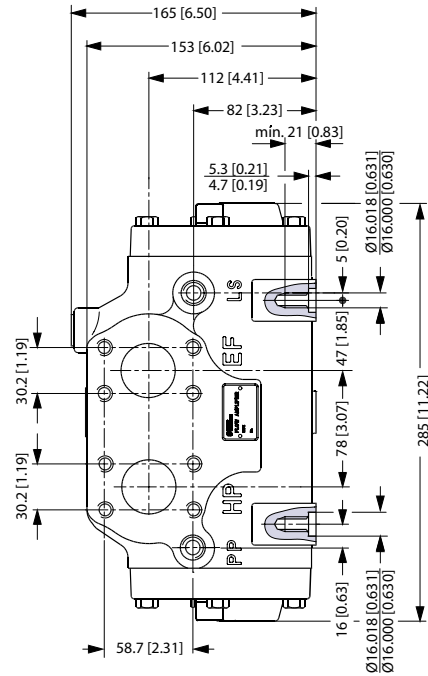 165 [6.50]
153 [6.02]
112 [4.41]
82 [3.23]
mín. 21 [0.83]
5.3 [0.21]
4.7 [0.19]
Ø16.018 [0.631]
Ø16.000 [0.630]
5 [0.20]
47 [1.85]
78 [3.07]
285 [11.22]
30.2 [1.19]
30.2 [1.19]
LS
EF
HP
PP
FLOW AMPLIFIER
16 [0.63]
Ø16.018 [0.631]
Ø16.000 [0.630]
58.7 [2.31]